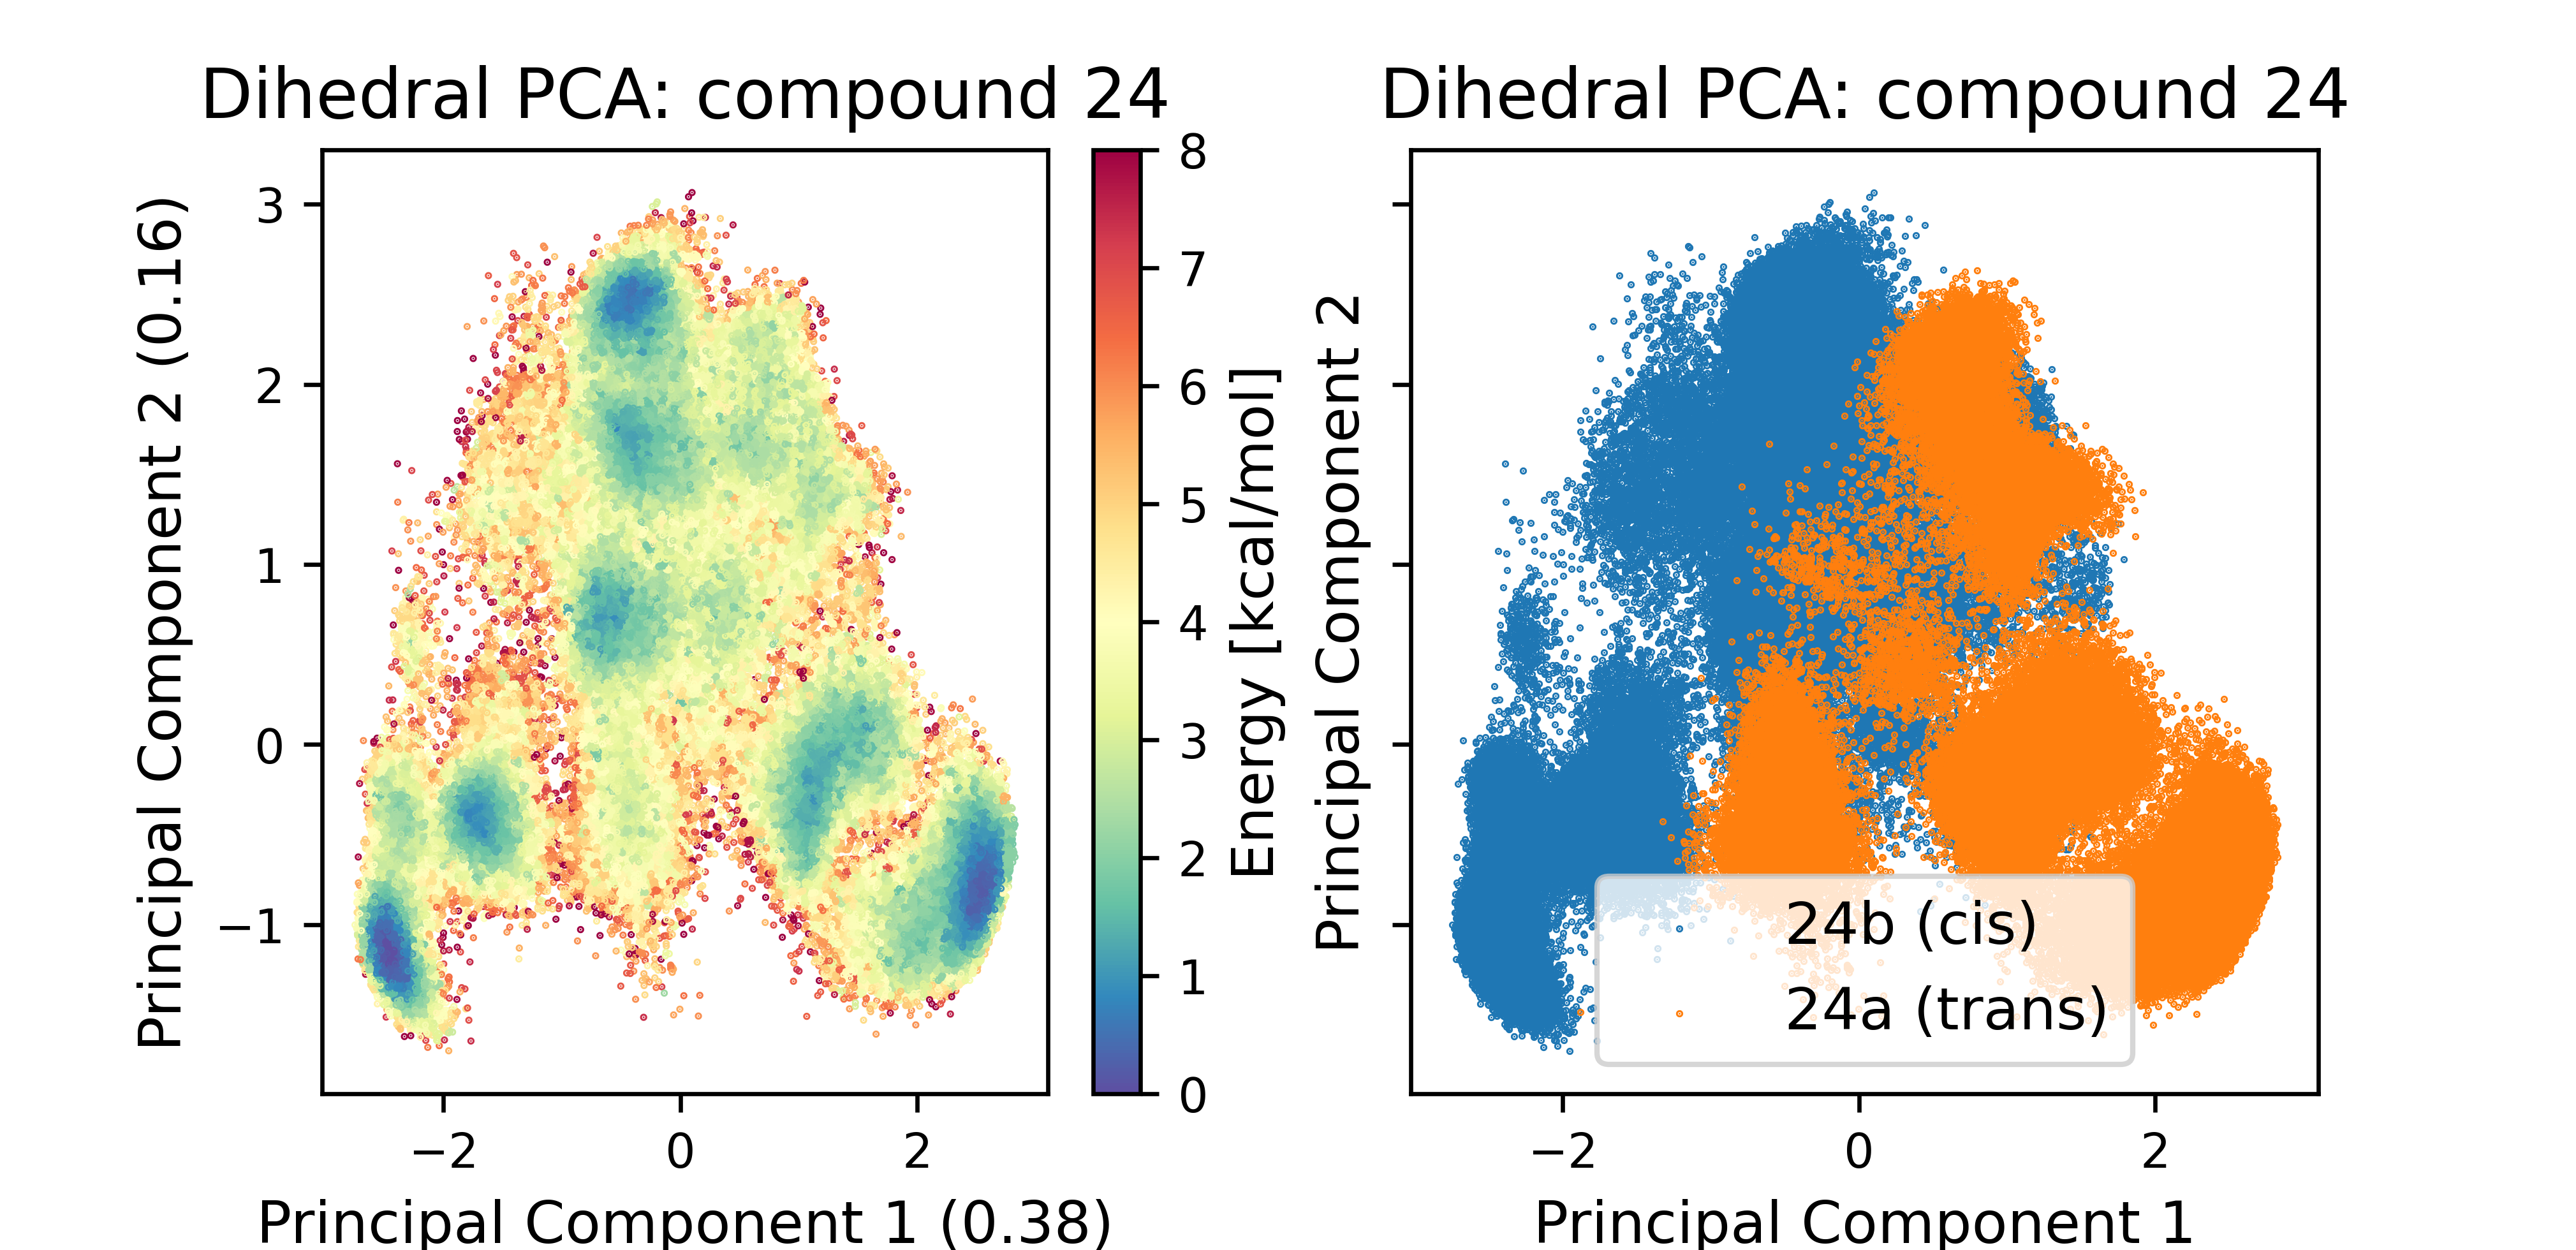 Dihedral PCA: compound 24
Principal Component 2 (0.16)
3
2
1
0
−1
−2
0
2
Principal Component 1 (0.38)
8
7
6
5
4
3
2
1
0
Energy [kcal/mol]
Dihedral PCA: compound 24
Principal Component 2
24b (cis)
24a (trans)
−2
0
2
Principal Component 1